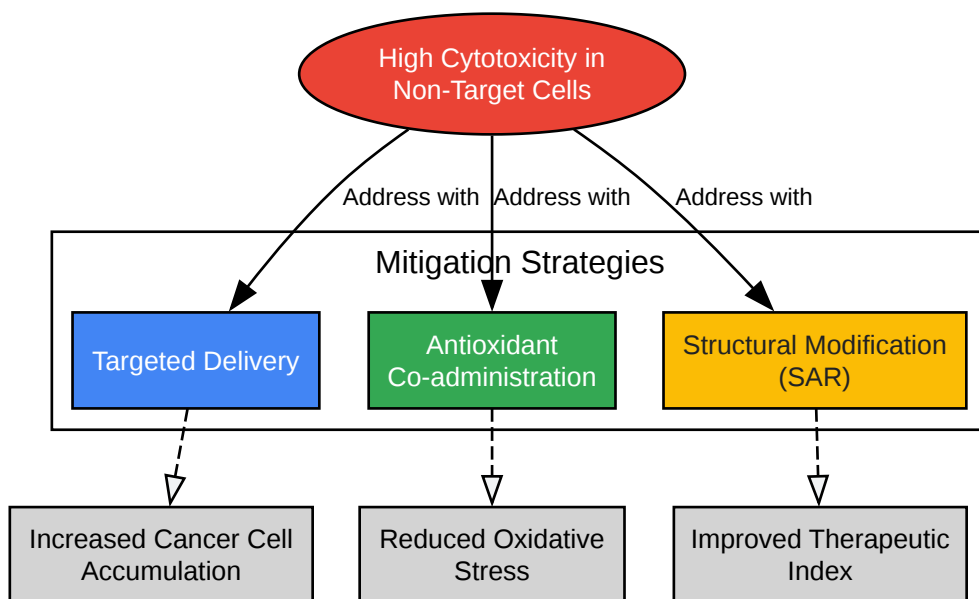 High Cytotoxicity in
Non-Target Cells
Address with
Address with
Address with
Mitigation Strategies
Targeted Delivery
Antioxidant
Co-administration
Structural Modification
(SAR)
Increased Cancer Cell
Accumulation
Reduced Oxidative
Stress
Improved Therapeutic
Index